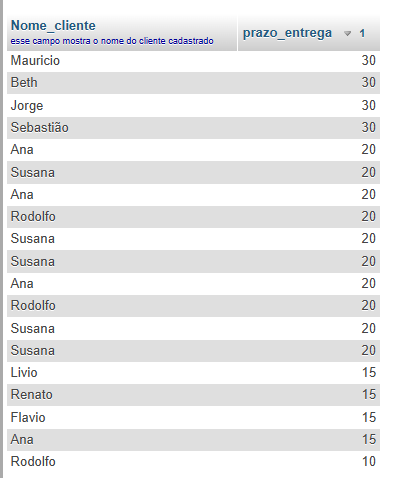 Nome_cliente
esse campo mostra o nome do cliente cadastrado
prazo_entrega 1
Mauricio 30
Beth 30
Jorge 30
Sebastião 30
Ana 20
Susana 20
Ana 20
Rodolfo 20
Susana 20
Susana 20
Ana 20
Rodolfo 20
Susana 20
Susana 20
Livio 15
Renato 15
Flavio 15
Ana 15
Rodolfo 10